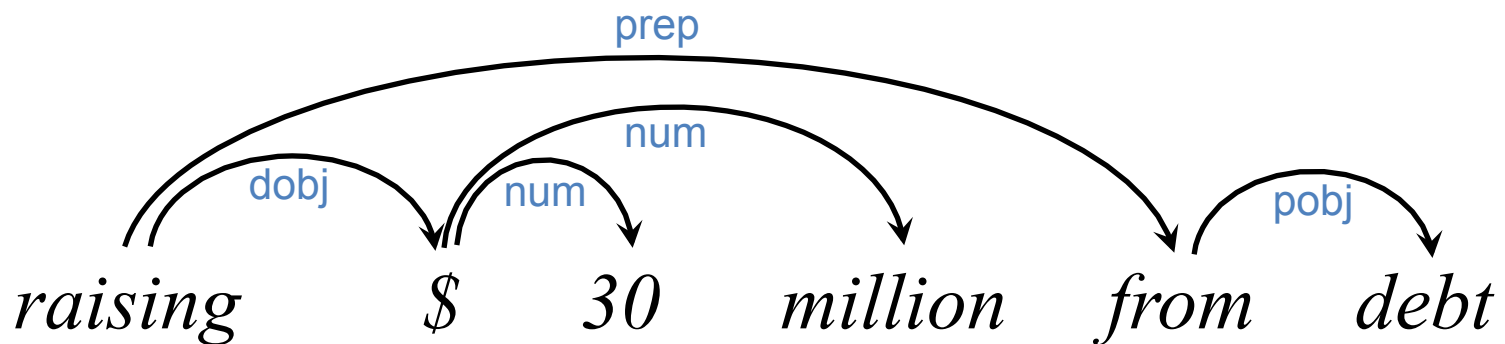 prep
num
dobj
num
pobj
raising $ 30 million from debt